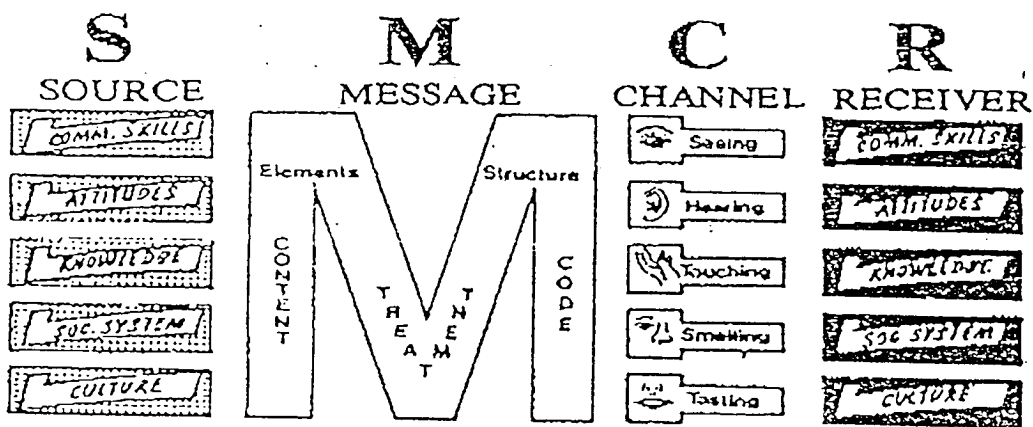 S M C R
SOURCE MESSAGE CHANNEL RECEIVER
COMM. SKILLS
ATTITUDES
KNOWLEDGE
SOC. SYSTEM
CULTURE
Elements Structure
CONTENT
TREATMENT
CODE
Seeing
Hearing
Touching
Smelling
Tasting
COMM. SKILLS
ATTITUDES
KNOWLEDGE
SOC SYSTEM
CULTURE